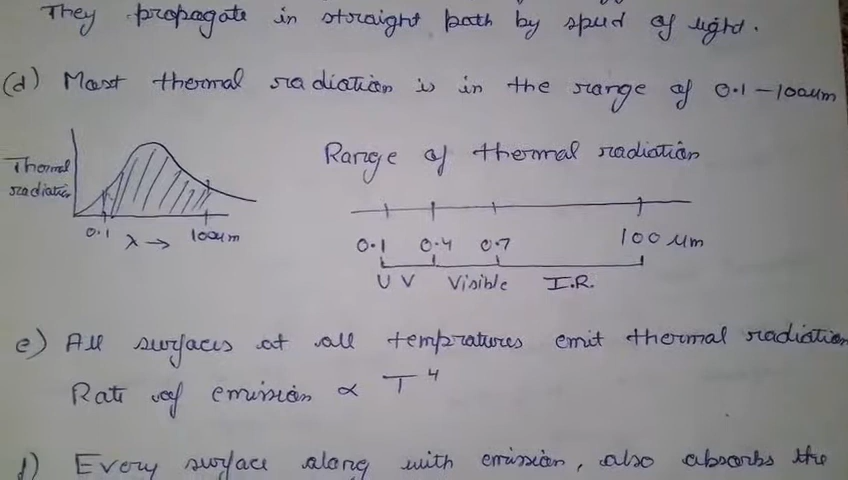 They propagate in straight path by speed of light.
(d) Most thermal radiation is in the range of 0.1-100um
Thermal
radiation
0.1 λ → 100um
Range of thermal radiation
0.1 0.4 0.7 100 um
UV Visible I.R.
e) All surfaces at all tempratures emit thermal radiation
Rate of emission ∝ T⁴
f) Every surface along with emission, also absorbs the